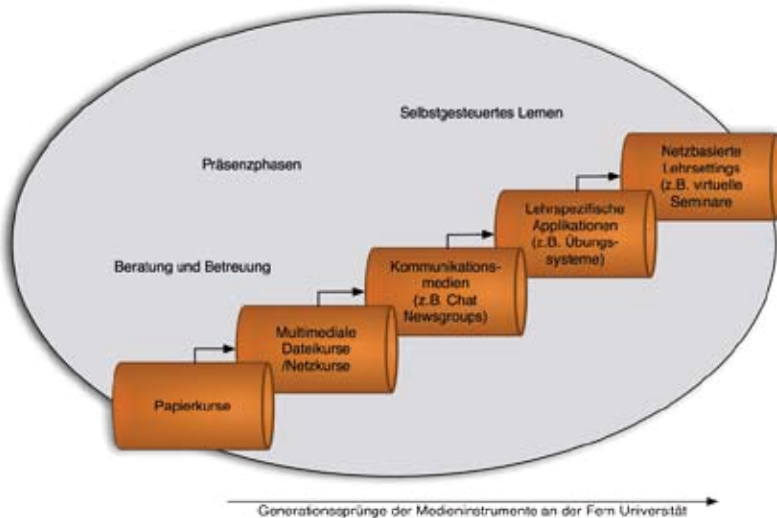 Selbstgesteuertes Lernen
Präsenzphasen
Beratung und Betreuung
Netzbasierte
Lehrsettings
(z.B. virtuelle
Seminare
Lehrspezifische
Applikationen
(z.B. Übungs-
systeme)
Kommunikations-
medien
(z.B. Chat
Newsgroups)
Multimediale
Dateikurse
/Netzkurse
Papierkurse
Generationssprünge der Medieninstrumente an der Fern Universität